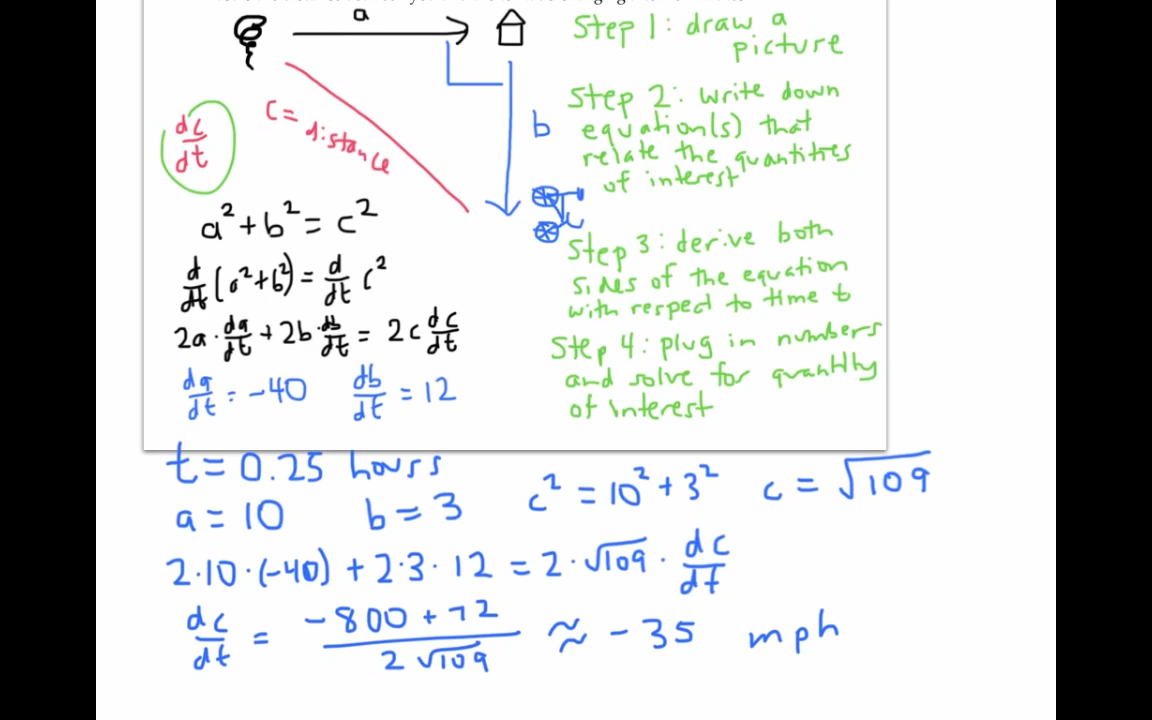 a
Step 1: draw a
picture
Step 2: write down
equation(s) that
relate the quantities
of interest
b
c =
distance
dc/dt
a² + b² = c²
d/dt (a² + b²) = d/dt c²
2a · da/dt + 2b · db/dt = 2c dc/dt
da/dt = -40 db/dt = 12
Step 3: derive both
sides of the equation
with respect to time t
Step 4: plug in numbers
and solve for quantity
of interest
t = 0.25 hours
a = 10 b = 3 c² = 10² + 3² c = √109
2·10·(-40) + 2·3·12 = 2·√109 · dc/dt
dc/dt = (-800 + 72)/(2√109) ≈ -35 mph